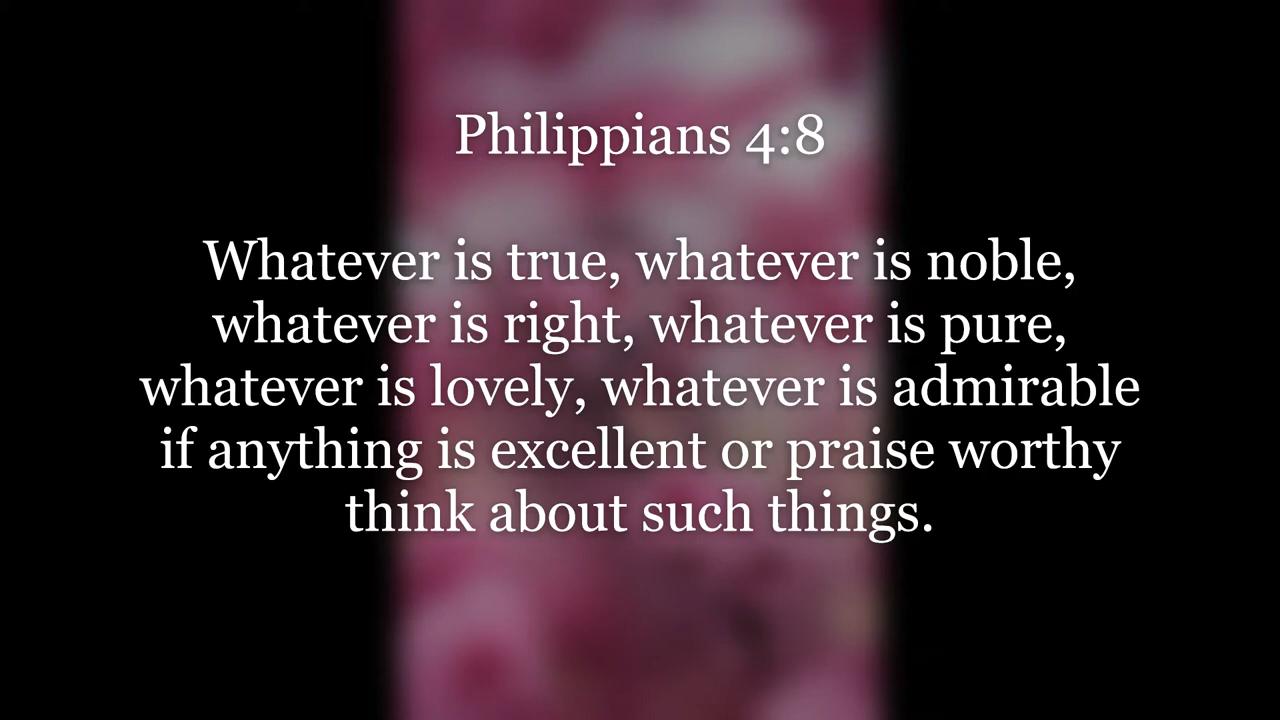 Philippians 4:8
Whatever is true, whatever is noble,
whatever is right, whatever is pure,
whatever is lovely, whatever is admirable
if anything is excellent or praise worthy
think about such things.